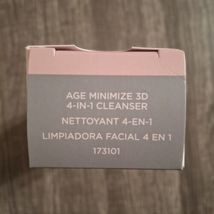 AGE MINIMIZE 3D
4-IN-1 CLEANSER
NETTOYANT 4-EN-1
LIMPIADORA FACIAL 4 EN 1
173101